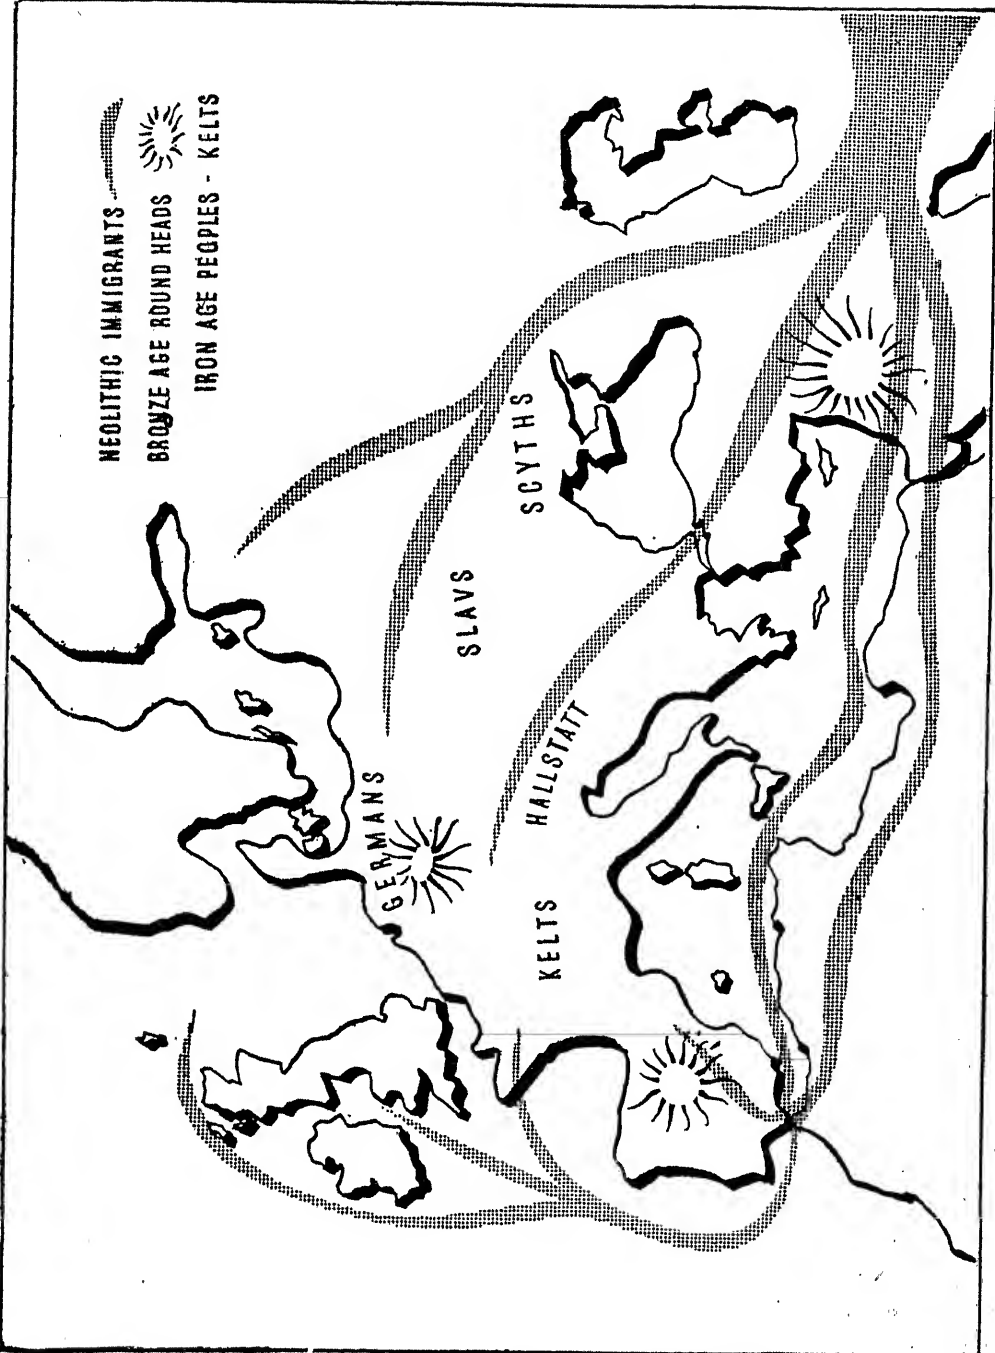 NEOLITHIC IMMIGRANTS
BRONZE AGE ROUND HEADS
IRON AGE PEOPLES - KELTS
SCYTHS
SLAVS
GERMANS
HALLSTATT
KELTS